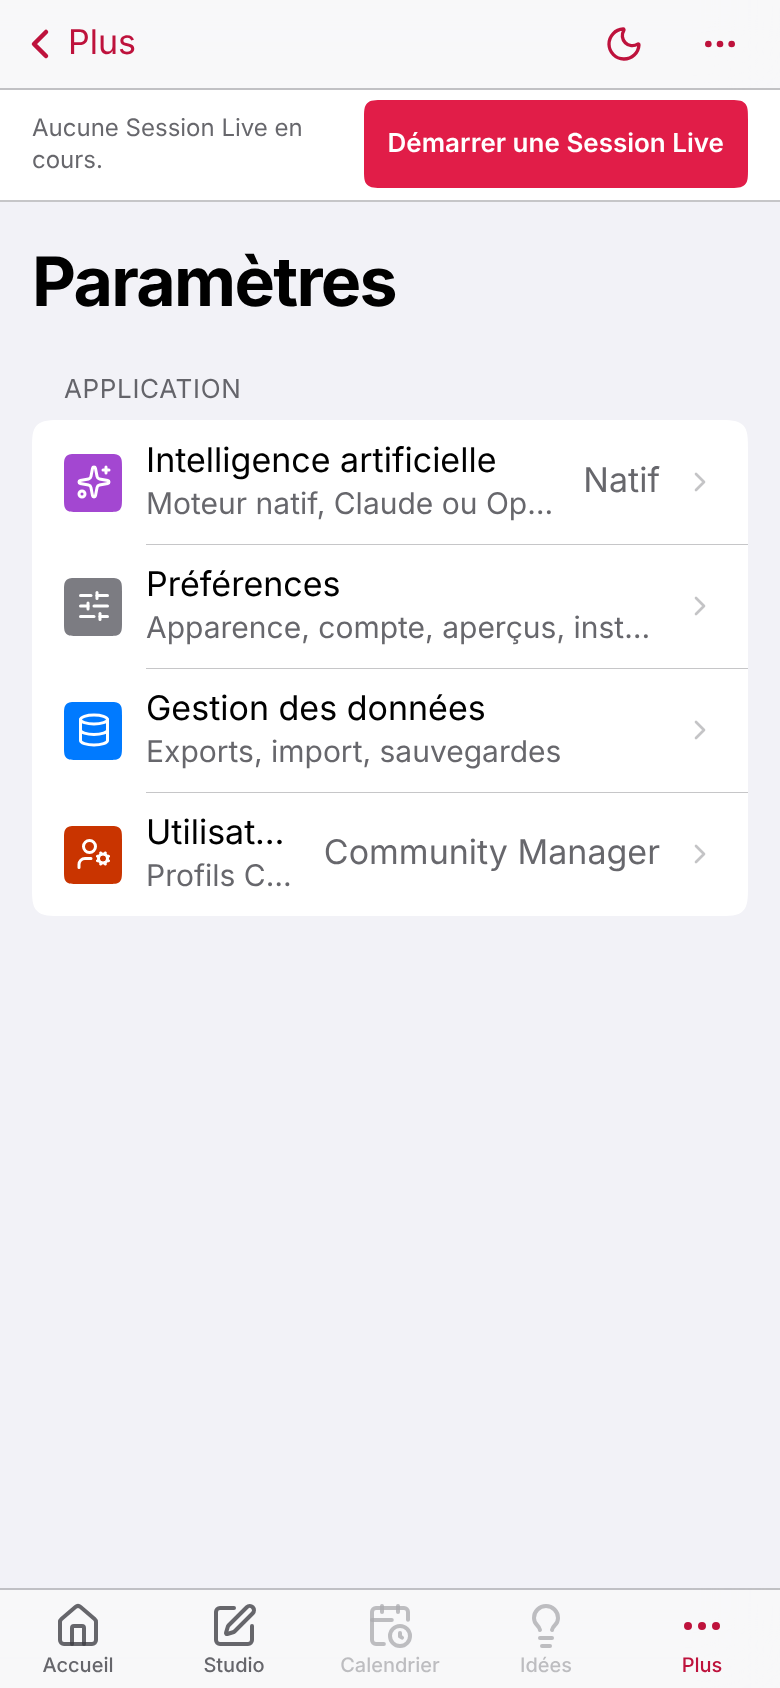 Plus
Aucune Session Live en
cours.
Démarrer une Session Live
Paramètres
APPLICATION
Intelligence artificielle
Moteur natif, Claude ou Op...
Natif
Préférences
Apparence, compte, aperçus, inst...
Gestion des données
Exports, import, sauvegardes
Utilisat...
Profils C...
Community Manager
Accueil
Studio
Calendrier
Idées
Plus